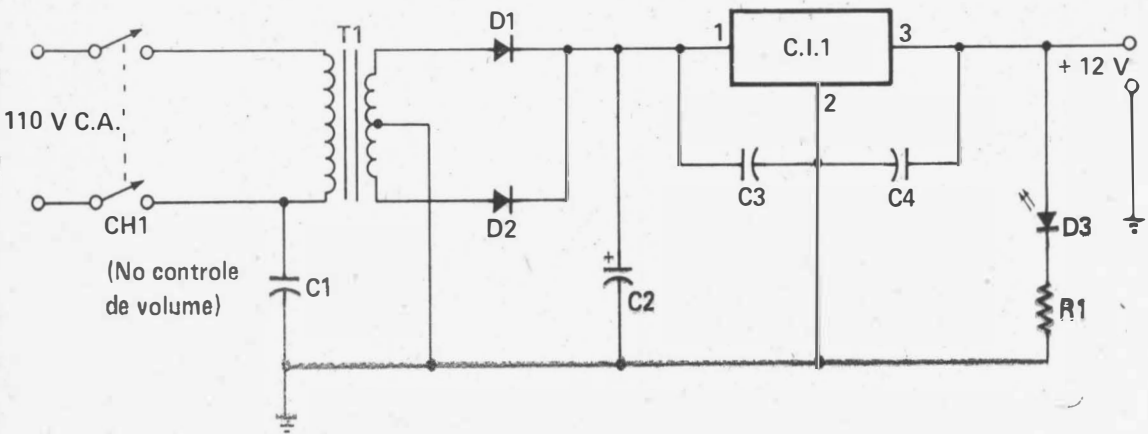 T1
D1
1
C.I.1
3
+ 12 V
2
110 V C.A.
C3
C4
D2
CH1
D3
(No controle
de volume)
C1
+
C2
R1